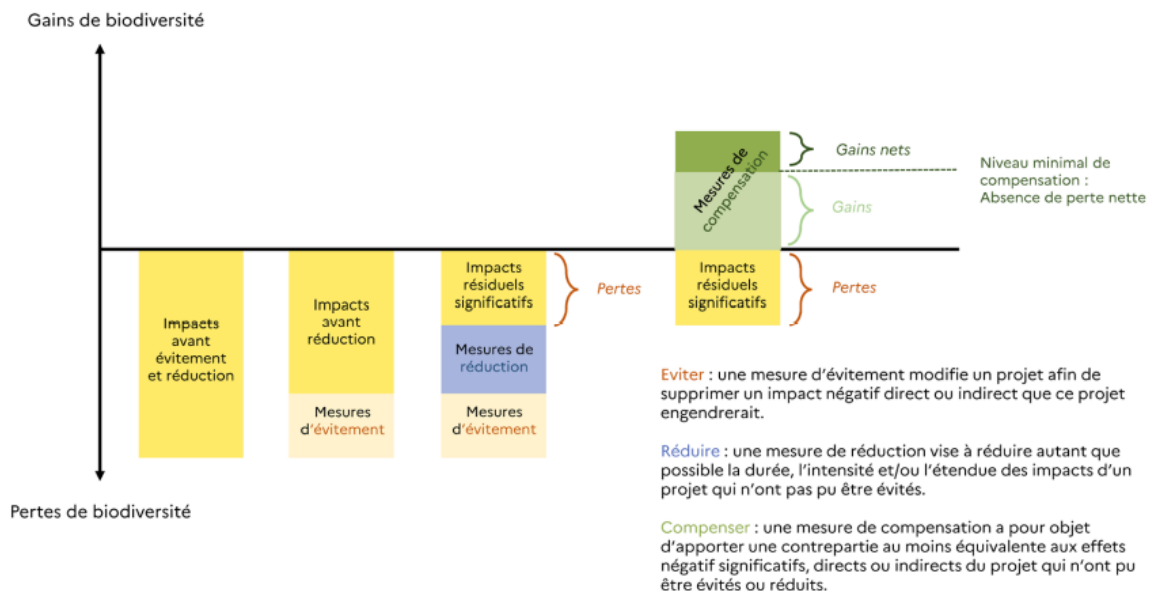 Gains de biodiversité
Mesures de
compensation
Gains nets
Niveau minimal de
compensation :
Absence de perte nette
Gains
Impacts
avant
évitement
et réduction
Impacts
avant
réduction
Mesures
d'évitement
Impacts
résiduels
significatifs
Pertes
Mesures de
réduction
Mesures
d'évitement
Impacts
résiduels
significatifs
Pertes
Pertes de biodiversité
Eviter : une mesure d'évitement modifie un projet afin de
supprimer un impact négatif direct ou indirect que ce projet
engendrerait.
Réduire : une mesure de réduction vise à réduire autant que
possible la durée, l'intensité et/ou l'étendue des impacts d'un
projet qui n'ont pas pu être évités.
Compenser : une mesure de compensation a pour objet
d'apporter une contrepartie au moins équivalente aux effets
négatif significatifs, directs ou indirects du projet qui n'ont pu
être évités ou réduits.